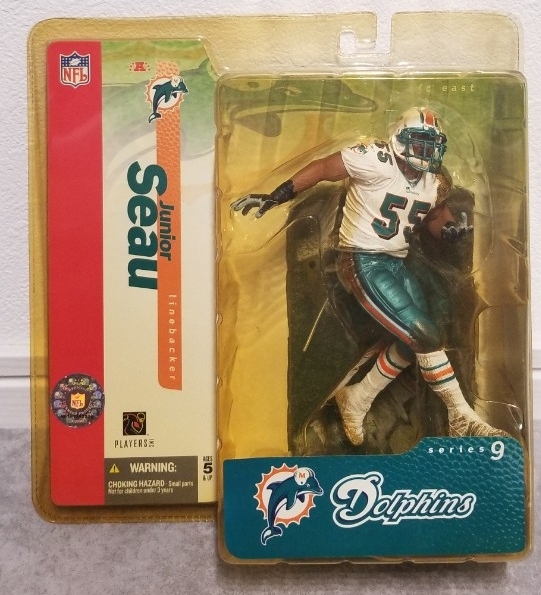 NFL
A
M
Junior
Seau
linebacker
NFL
PLAYERS INC
WARNING:
CHOKING HAZARD - Small parts
Not for children under 3 years
AGES
5
& UP
c east
55
series 9
M
Dolphins